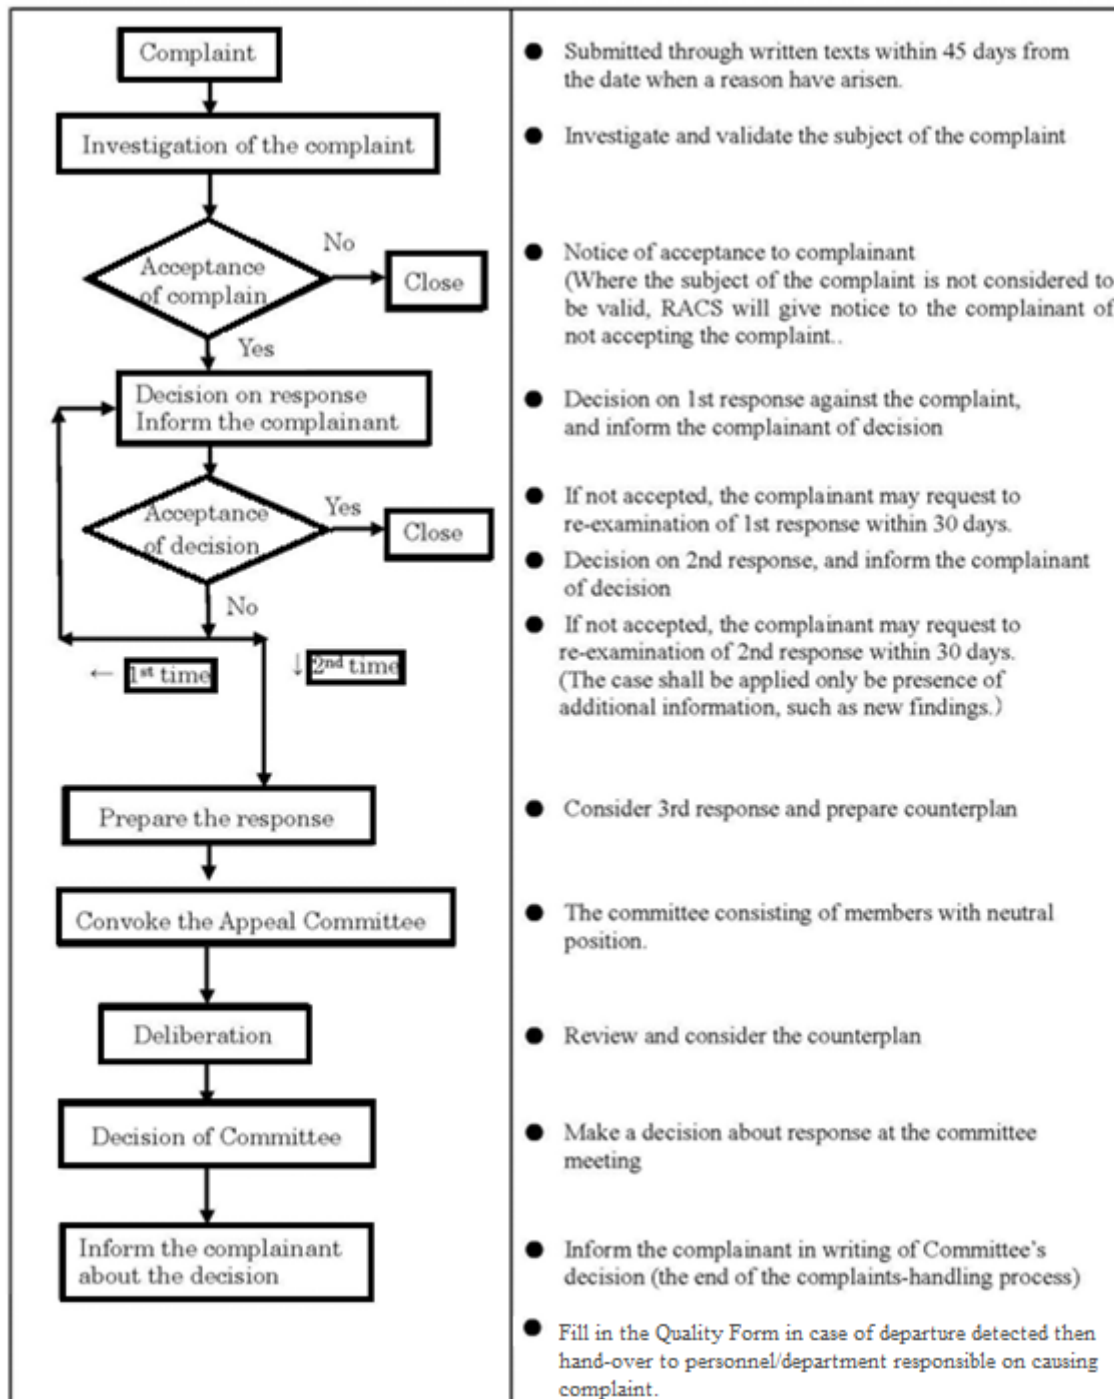 Complaint
● Submitted through written texts within 45 days from
the date when a reason have arisen.
Investigation of the complaint
● Investigate and validate the subject of the complaint
Acceptance
of complain
No
Close
Yes
● Notice of acceptance to complainant
(Where the subject of the complaint is not considered to
be valid, RACS will give notice to the complainant of
not accepting the complaint..
Decision on response
Inform the complainant
● Decision on 1st response against the complaint,
and inform the complainant of decision
Acceptance
of decision
Yes
Close
No
● If not accepted, the complainant may request to
re-examination of 1st response within 30 days.
● Decision on 2nd response, and inform the complainant
of decision
← 1st time
↓ 2nd time
● If not accepted, the complainant may request to
re-examination of 2nd response within 30 days.
(The case shall be applied only be presence of
additional information, such as new findings.)
Prepare the response
● Consider 3rd response and prepare counterplan
Convoke the Appeal Committee
● The committee consisting of members with neutral
position.
Deliberation
● Review and consider the counterplan
Decision of Committee
● Make a decision about response at the committee
meeting
Inform the complainant
about the decision
● Inform the complainant in writing of Committee's
decision (the end of the complaints-handling process)
● Fill in the Quality Form in case of departure detected then
hand-over to personnel/department responsible on causing
complaint.